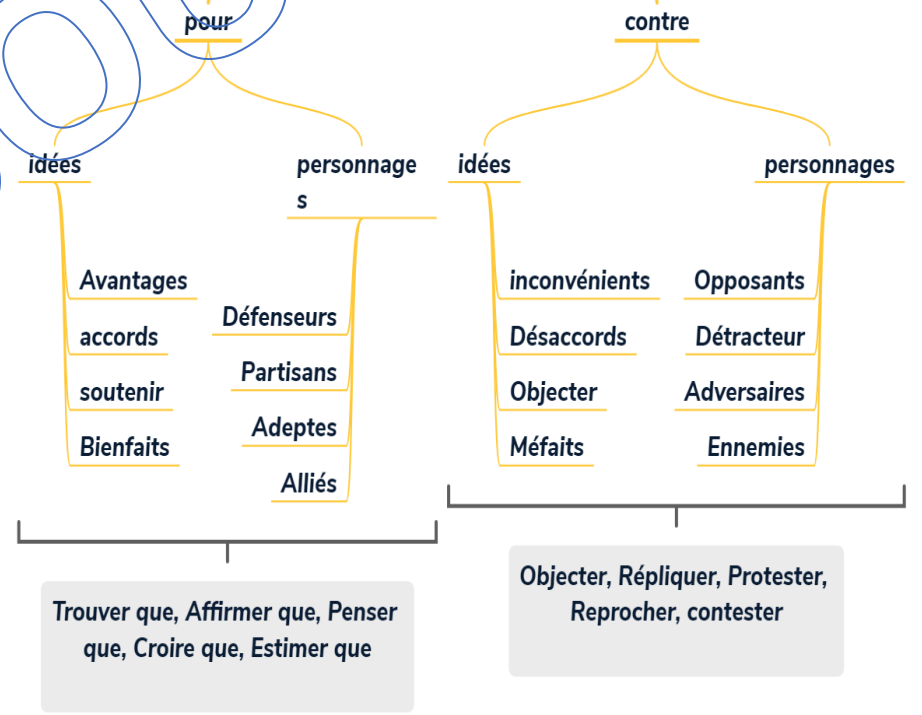 pour
contre
idées
personnage
s
idées
personnages
Avantages
accords
soutenir
Bienfaits
Défenseurs
Partisans
Adeptes
Alliés
inconvénients
Désaccords
Objecter
Méfaits
Opposants
Détracteur
Adversaires
Ennemies
Trouver que, Affirmer que, Penser
que, Croire que, Estimer que
Objecter, Répliquer, Protester,
Reprocher, contester